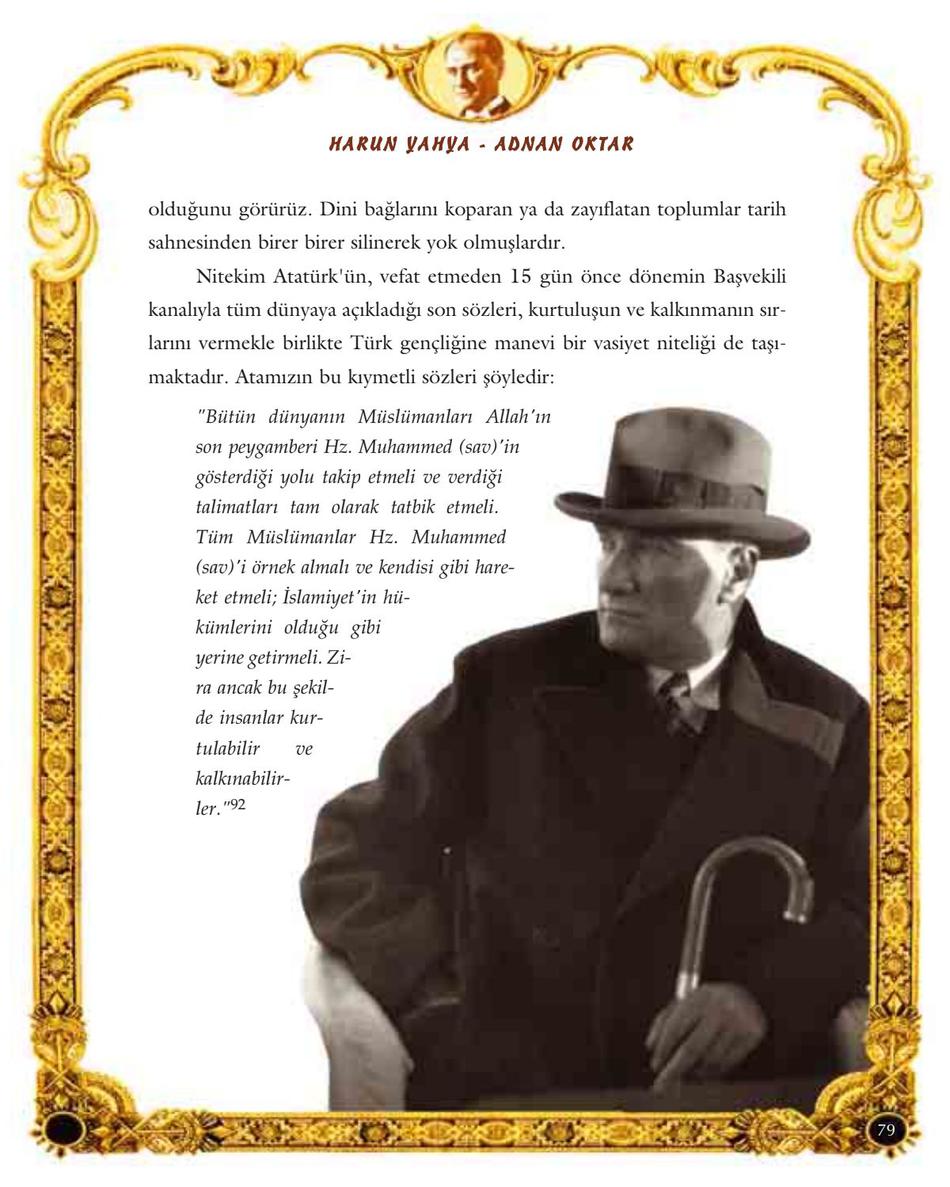 HARUN YAHYA - ADNAN OKTAR
olduğunu görürüz. Dini bağlarını koparan ya da zayıflatan toplumlar tarih
sahnesinden birer birer silinerek yok olmuşlardır.
Nitekim Atatürk'ün, vefat etmeden 15 gün önce dönemin Başvekili
kanalıyla tüm dünyaya açıkladığı son sözleri, kurtuluşun ve kalkınmanın sır-
larını vermekle birlikte Türk gençliğine manevi bir vasiyet niteliği de taşı-
maktadır. Atamızın bu kıymetli sözleri şöyledir:
"Bütün dünyanın Müslümanları Allah'ın
son peygamberi Hz. Muhammed (sav)'in
gösterdiği yolu takip etmeli ve verdiği
talimatları tam olarak tatbik etmeli.
Tüm Müslümanlar Hz. Muhammed
(sav)'i örnek almalı ve kendisi gibi hare-
ket etmeli; İslamiyet'in hü-
kümlerini olduğu gibi
yerine getirmeli. Zi-
ra ancak bu şekil-
de insanlar kur-
tulabilir ve
kalkınabilir-
ler."92
79